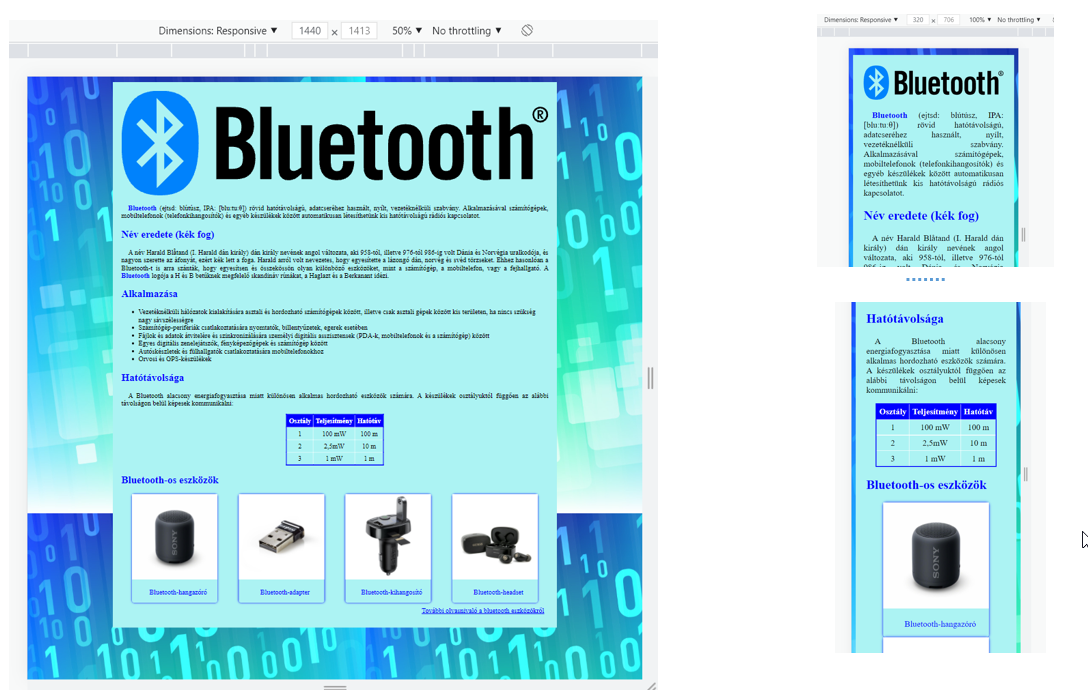 Dimensions: Responsive ▼ 1440 × 1413 50% ▼ No throttling ▼
Bluetooth®
Bluetooth (ejtsd: blútúsz, IPA: [bluːtuːθ]) rövid hatótávolságú, adatcseréhez használt, nyílt, vezetéknélküli szabvány. Alkalmazásával számítógépek,
mobiltelefonok (telefonkihangosítók) és egyéb készülékek között automatikusan létesíthetünk kis hatótávolságú rádiós kapcsolatot.
Név eredete (kék fog)
A név Harald Blåtand (I. Harald dán király) dán király nevének angol változata, aki 958-tól, illetve 976-tól 986-ig volt Dánia és Norvégia uralkodója, és
nagyon szerette az áfonyát, ezért kék lett a foga. Harald arról volt nevezetes, hogy egyesítette a lázongó dán, norvég és svéd törzseket. Ehhez hasonlóan a
Bluetooth-t is arra szánták, hogy egyesítsen és összekössön olyan különböző eszközöket, mint a számítógép, a mobiltelefon, vagy a fejhallgató. A
Bluetooth logója a H és B betűknek megfelelő skandináv rúnákat, a Haglazt és a Berkanant idézi.
Alkalmazása
• Vezetéknélküli hálózatok kialakítására asztali és hordozható számítógépek között, illetve csak asztali gépek között kis területen, ha nincs szükség
nagy sávszélességre
• Számítógép-perifériák csatlakoztatására nyomtatók, billentyűzetek, egerek esetében
• Fájlok és adatok átvitelére és szinkronizálására személyi digitális asszisztensek (PDA-k, mobiltelefonok és a számítógép) között
• Egyes digitális zenelejátszók, fényképezőgépek és számítógép között
• Autóskészletek és fülhallgatók csatlakoztatására mobiltelefonokhoz
• Orvosi és GPS-készülékek
Hatótávolsága
A Bluetooth alacsony energiafogyasztása miatt különösen alkalmas hordozható eszközök számára. A készülékek osztályuktól függően az alábbi
távolságon belül képesek kommunikálni:
Osztály Teljesítmény Hatótáv
1 100 mW 100 m
2 2,5mW 10 m
3 1 mW 1 m
Bluetooth-os eszközök
SONY
Bluetooth-hangazóró Bluetooth-adapter Bluetooth-kihangosító Bluetooth-headset
További olvasnivaló a bluetooth eszközökről
Dimensions: Responsive ▼ 320 × 706 100% ▼ No throttling ▼
Bluetooth®
Bluetooth (ejtsd: blútúsz, IPA:
[bluːtuːθ]) rövid hatótávolságú,
adatcseréhez használt, nyílt,
vezetéknélküli szabvány.
Alkalmazásával számítógépek,
mobiltelefonok (telefonkihangosítók) és
egyéb készülékek között automatikusan
létesíthetünk kis hatótávolságú rádiós
kapcsolatot.
Név eredete (kék fog)
A név Harald Blåtand (I. Harald dán
király) dán király nevének angol
változata, aki 958-tól, illetve 976-tól
986-ig volt Dánia és Norvégia
Hatótávolsága
A Bluetooth alacsony
energiafogyasztása miatt különösen
alkalmas hordozható eszközök számára.
A készülékek osztályuktól függően az
alábbi távolságon belül képesek
kommunikálni:
Osztály Teljesítmény Hatótáv
1 100 mW 100 m
2 2,5mW 10 m
3 1 mW 1 m
Bluetooth-os eszközök
SONY
Bluetooth-hangazóró